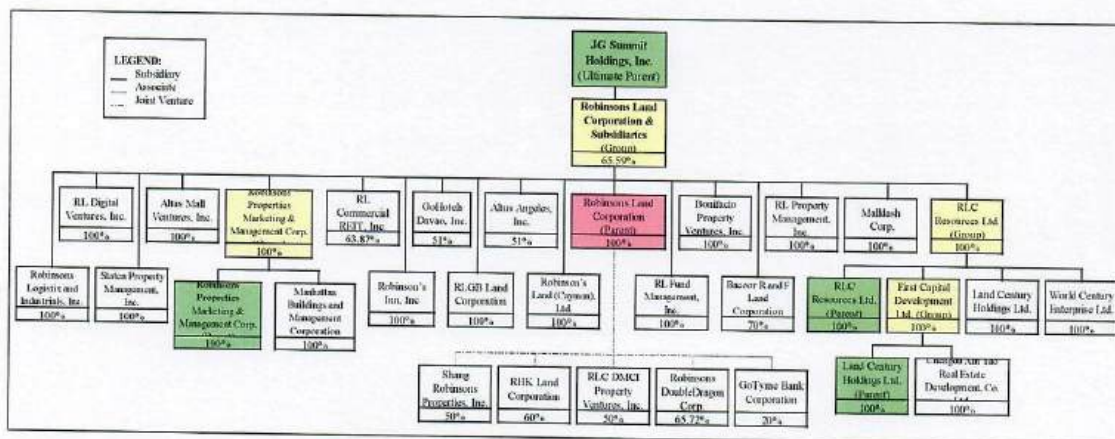 LEGEND:
Subsidiary
Associate
Joint Venture
JG Summit
Holdings, Inc.
(Ultimate Parent)
Robinsons Land
Corporation &
Subsidiaries
(Group)
65.59%
RL Digital
Ventures, Inc.
100%
Altus Mall
Ventures, Inc.
100%
Robinsons
Properties
Marketing &
Management Corp.
100%
RL
Commercial
REIT, Inc
63.87%
GoHotels
Davao, Inc.
51%
Altus Angeles,
Inc.
51%
Robinsons Land
Corporation
(Parent)
100%
Bonifacio
Property
Ventures, Inc.
100%
RL Property
Management,
Inc.
100%
Malldash
Corp.
100%
RLC
Resources Ltd
(Group)
100%
Robinsons
Logistix and
Industrials, Inc
100%
Staten Property
Management,
Inc.
100%
Robinsons
Properties
Marketing &
Management Corp.
100%
Manhattan
Buildings and
Management
Corporation
100%
Robinson's
Inn, Inc
100%
RLGB Land
Corporation
100%
Robinson's
Land (Cayman), Ltd
100%
RL Fund
Management,
Inc.
100%
Bacoor R and F
Land
Corporation
70%
RLC
Resources Ltd.
(Parent)
100%
First Capital
Development
Ltd. (Group)
100%
Land Century
Holdings Ltd.
100%
World Century
Enterprise Ltd.
100%
Shang
Robinsons
Properties, Inc.
50%
RHK Land
Corporation
60%
RLC DMCI
Property
Ventures, Inc.
50%
Robinsons
DoubleDragon
Corp.
65.72%
GoTyme Bank
Corporation
20%
Land Century
Holdings Ltd.
(Parent)
100%
Chengdu Xin Yao
Real Estate
Development, Co
100%